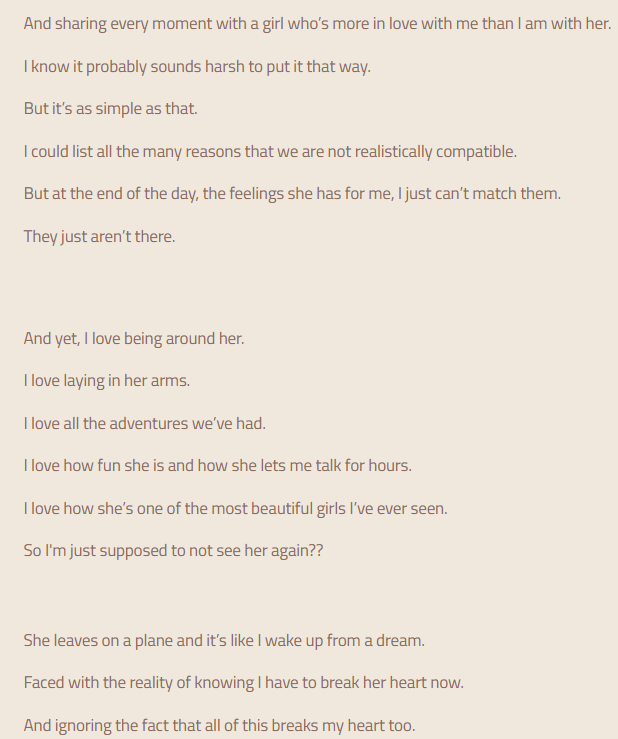 And sharing every moment with a girl who’s more in love with me than I am with her.
I know it probably sounds harsh to put it that way.
But it’s as simple as that.
I could list all the many reasons that we are not realistically compatible.
But at the end of the day, the feelings she has for me, I just can’t match them.
They just aren’t there.
And yet, I love being around her.
I love laying in her arms.
I love all the adventures we’ve had.
I love how fun she is and how she lets me talk for hours.
I love how she’s one of the most beautiful girls I’ve ever seen.
So I'm just supposed to not see her again??
She leaves on a plane and it’s like I wake up from a dream.
Faced with the reality of knowing I have to break her heart now.
And ignoring the fact that all of this breaks my heart too.